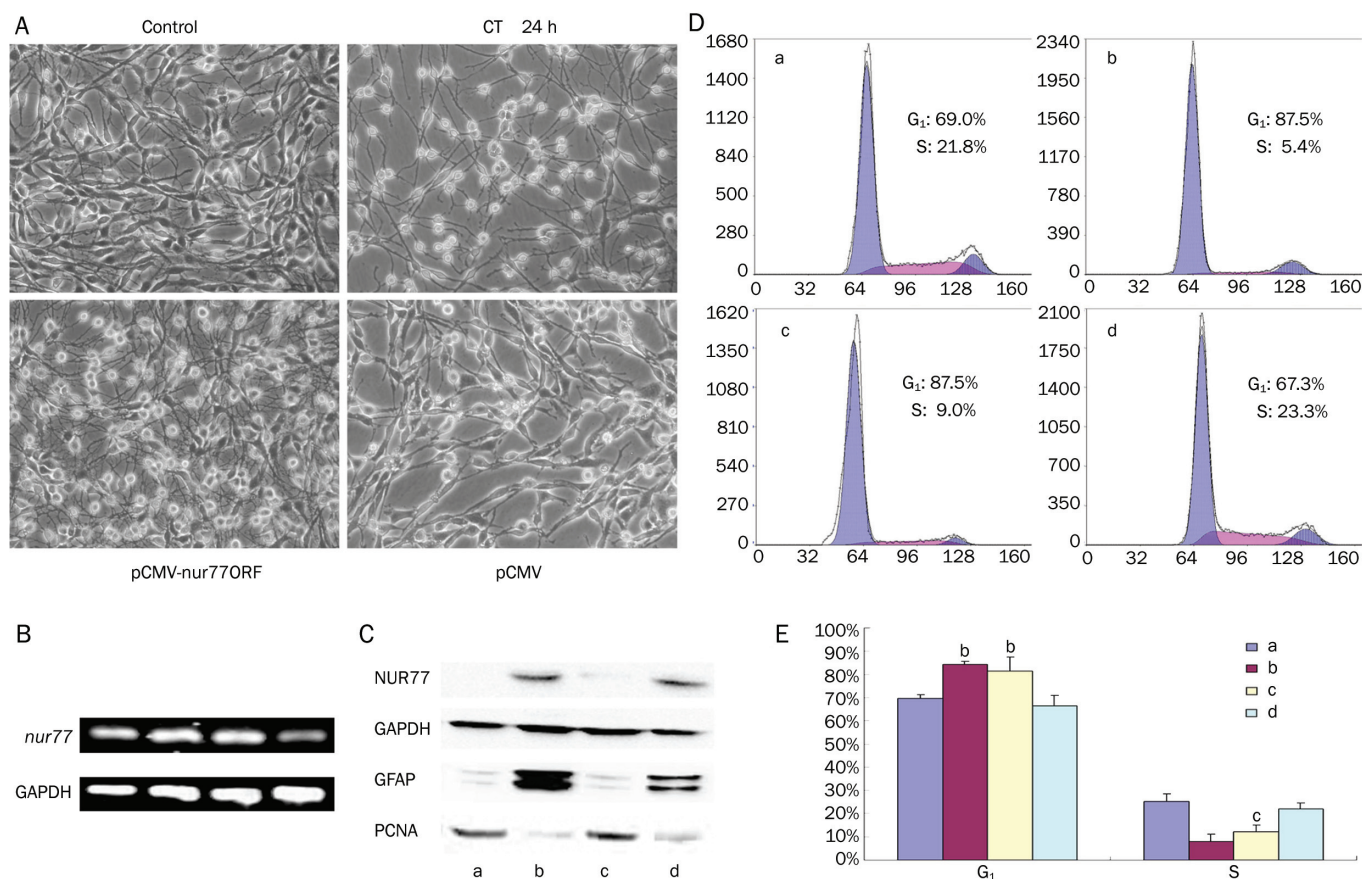 A
Control
CT 24 h
pCMV-nur77ORF
pCMV
B
nur77
GAPDH
C
NUR77
GAPDH
GFAP
PCNA
a b c d
D
a
1680
1400
1120
840
500
280
0
0 32 64 96 128 160
G₁: 69.0%
S: 21.8%
b
2340
1950
1560
1170
780
390
0
0 32 64 96 128 160
G₁: 87.5%
S: 5.4%
c
1620
1350
1080
810
540
270
0
0 32 64 96 128 160
G₁: 87.5%
S: 9.0%
d
2100
1750
1400
1050
700
350
0
0 32 64 96 128 160
G₁: 67.3%
S: 23.3%
E
100%
90%
80%
70%
60%
50%
40%
30%
20%
10%
0%
b b
c
G₁ S
a
b
c
d